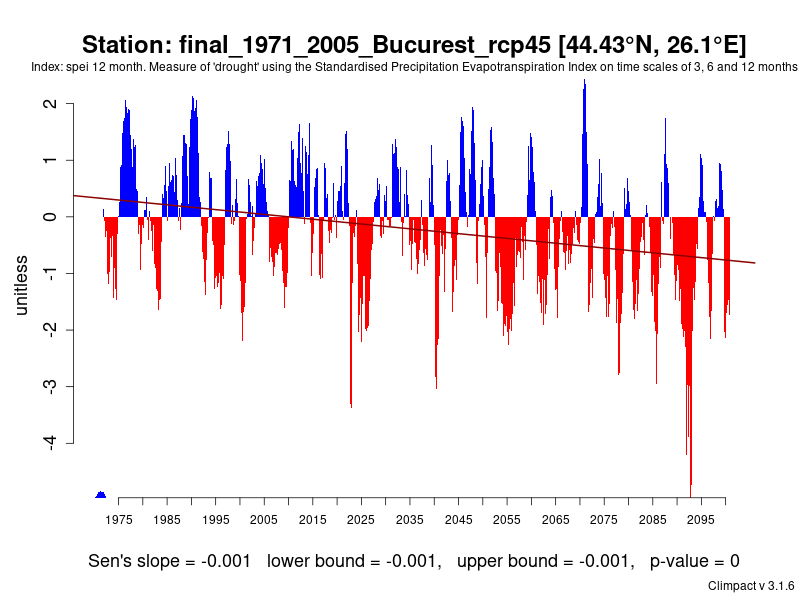 Station: final_1971_2005_Bucurest_rcp45 [44.43°N, 26.1°E]
Index: spei 12 month. Measure of 'drought' using the Standardised Precipitation Evapotranspiration Index on time scales of 3, 6 and 12 months
2
1
0
-1
-2
-3
-4
unitless
1975 1985 1995 2005 2015 2025 2035 2045 2055 2065 2075 2085 2095
Sen's slope = -0.001 lower bound = -0.001, upper bound = -0.001, p-value = 0
Climpact v 3.1.6